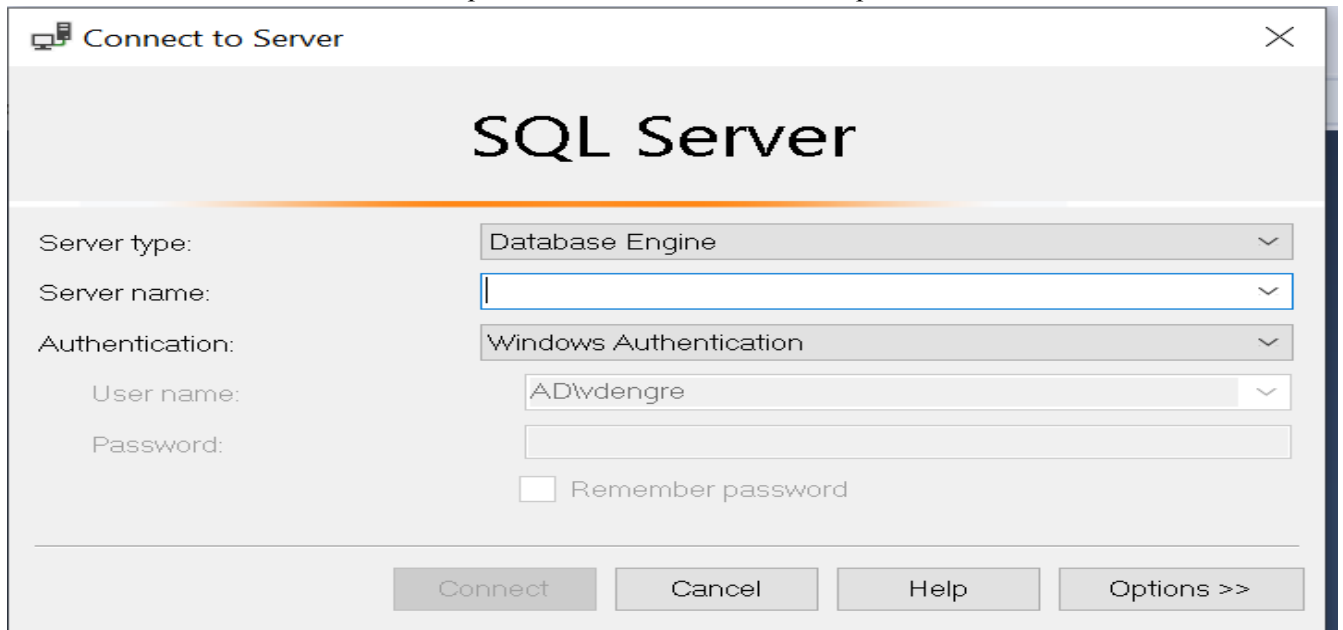 Connect to Server
SQL Server
Server type: Database Engine
Server name:
Authentication: Windows Authentication
User name: AD\vdengre
Password:
Remember password
Connect Cancel Help Options >>